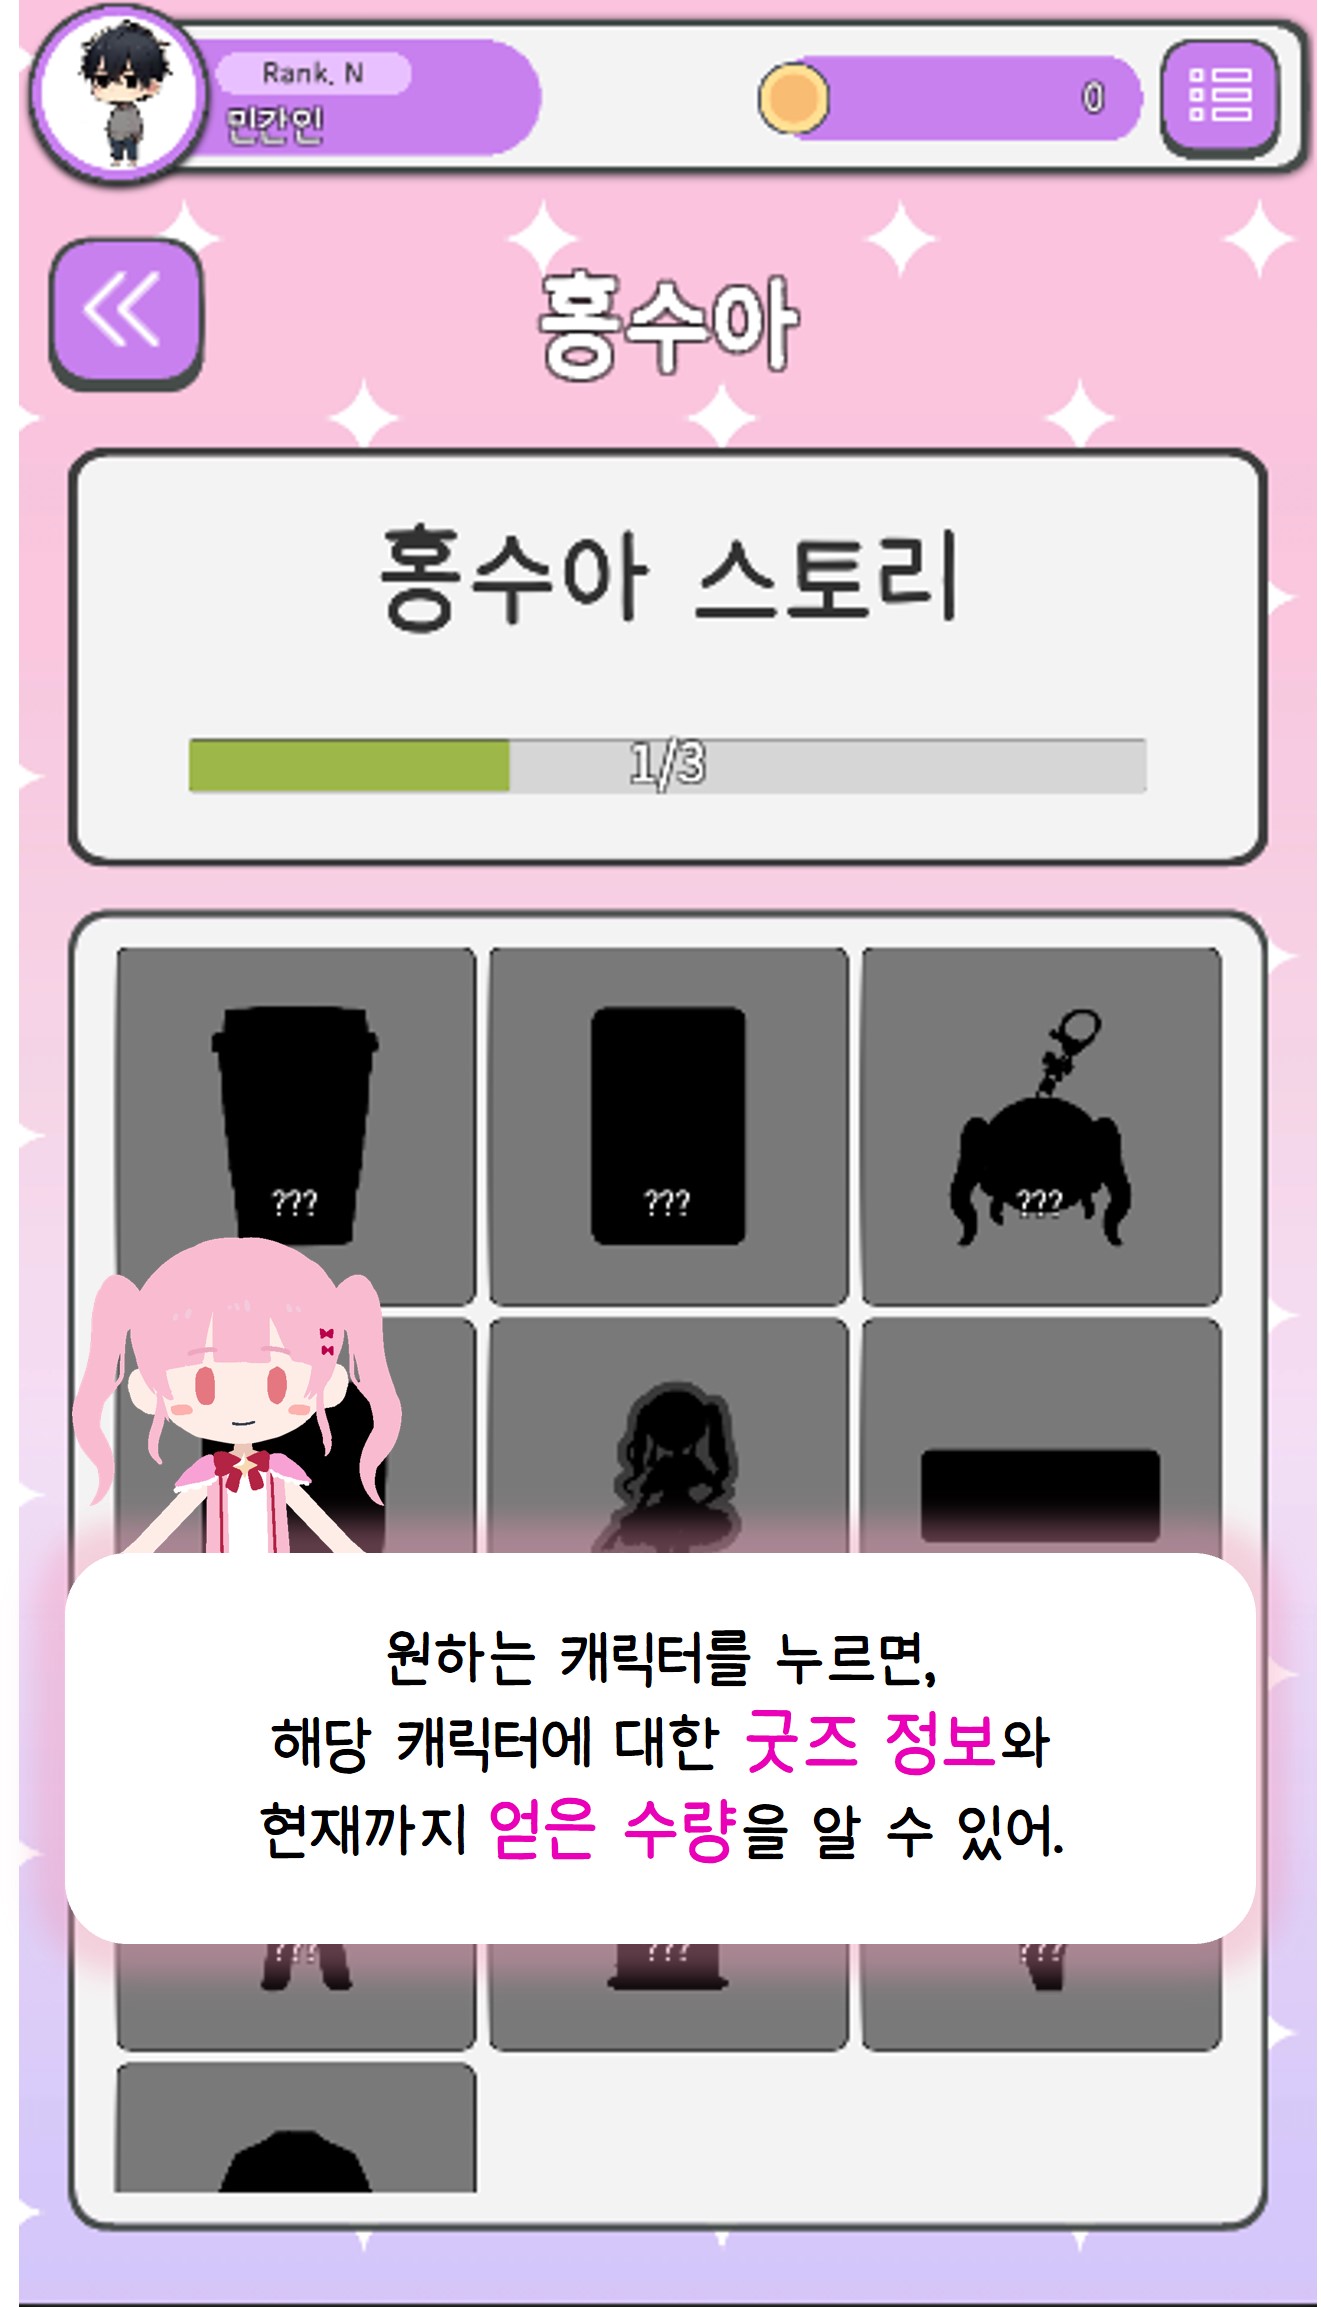 Rank. N
민간인
0
홍수아
홍수아 스토리
1/3
???
???
???
원하는 캐릭터를 누르면,
해당 캐릭터에 대한 굿즈 정보와
현재까지 얻은 수량을 알 수 있어.
???
???
???